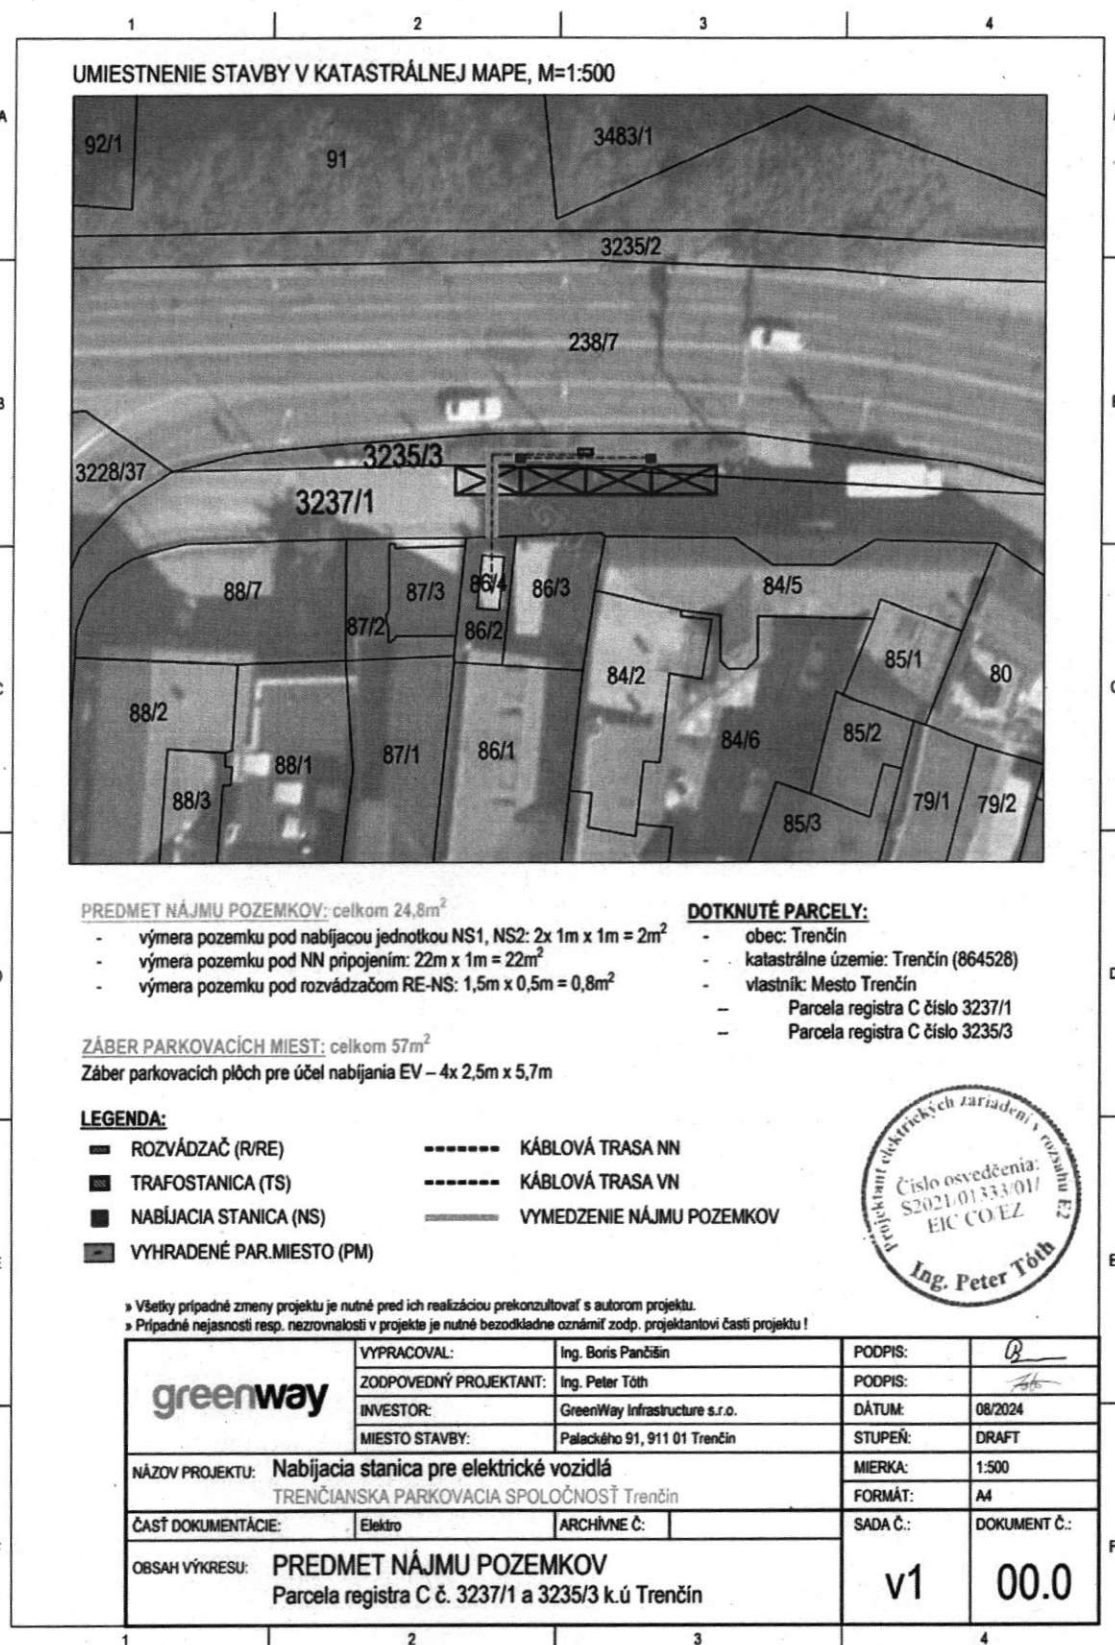 1 2 3 4
UMIESTNENIE STAVBY V KATASTRÁLNEJ MAPE, M=1:500
A
92/1
91
3483/1
3235/2
238/7
B
3235/3
3228/37
3237/1
88/7
87/3
86/4
86/3
84/5
87/2
86/2
84/2
85/1
80
C
88/2
84/6
85/2
88/1
87/1
86/1
88/3
85/3
79/1
79/2
PREDMET NÁJMU POZEMKOV: celkom 24,8m²
- výmera pozemku pod nabíjacou jednotkou NS1, NS2: 2x 1m x 1m = 2m²
- výmera pozemku pod NN pripojením: 22m x 1m = 22m²
- výmera pozemku pod rozvádzačom RE-NS: 1,5m x 0,5m = 0,8m²
DOTKNUTÉ PARCELY:
- obec: Trenčín
- katastrálne územie: Trenčín (864528)
- vlastník: Mesto Trenčín
– Parcela registra C číslo 3237/1
– Parcela registra C číslo 3235/3
D
ZÁBER PARKOVACÍCH MIEST: celkom 57m²
Záber parkovacích plôch pre účel nabíjania EV – 4x 2,5m x 5,7m
LEGENDA:
ROZVÁDZAČ (R/RE)
TRAFOSTANICA (TS)
NABÍJACIA STANICA (NS)
VYHRADENÉ PAR.MIESTO (PM)
KÁBLOVÁ TRASA NN
KÁBLOVÁ TRASA VN
VYMEDZENIE NÁJMU POZEMKOV
Projektant elektrických zariadení v rozsahu E2
Číslo osvedčenia:
S2021/01333/01/
EIC CO/EZ
Ing. Peter Tóth
E
» Všetky prípadné zmeny projektu je nutné pred ich realizáciou prekonzultovať s autorom projektu.
» Prípadné nejasnosti resp. nezrovnalosti v projekte je nutné bezodkladne oznámiť zodp. projektantovi časti projektu !
greenway
VYPRACOVAL: Ing. Boris Pančišin PODPIS:
ZODPOVEDNÝ PROJEKTANT: Ing. Peter Tóth PODPIS:
INVESTOR: GreenWay Infrastructure s.r.o. DÁTUM: 08/2024
MIESTO STAVBY: Palackého 91, 911 01 Trenčín STUPEŇ: DRAFT
NÁZOV PROJEKTU: Nabíjacia stanica pre elektrické vozidlá MIERKA: 1:500
TRENČIANSKA PARKOVACIA SPOLOČNOSŤ Trenčín FORMÁT: A4
ČASŤ DOKUMENTÁCIE: Elektro ARCHÍVNE Č: SADA Č.: DOKUMENT Č.:
F
OBSAH VÝKRESU: PREDMET NÁJMU POZEMKOV
Parcela registra C č. 3237/1 a 3235/3 k.ú Trenčín
v1 00.0
1 2 3 4